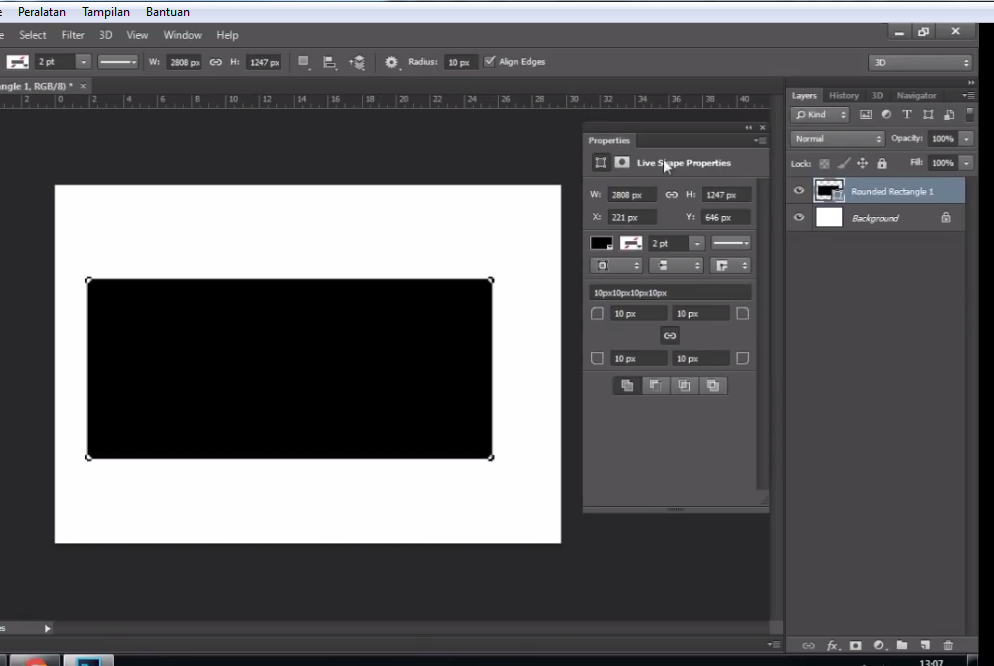 Peralatan Tampilan Bantuan
Select Filter 3D View Window Help
2 pt W: 2808 px H: 1247 px Radius: 10 px Align Edges 3D
angle 1, RGB/8) * ×
2 0 2 4 6 8 10 12 14 16 18 20 22 24 26 28 30 32 34 36 38 40
Layers History 3D Navigator
Kind
Normal Opacity: 100%
Lock: Fill: 100%
Rounded Rectangle 1
Background
Properties
Live Shape Properties
W: 2808 px H: 1247 px
X: 221 px Y: 646 px
2 pt
10px10px10px10px
10 px 10 px
10 px 10 px
fx
13:07